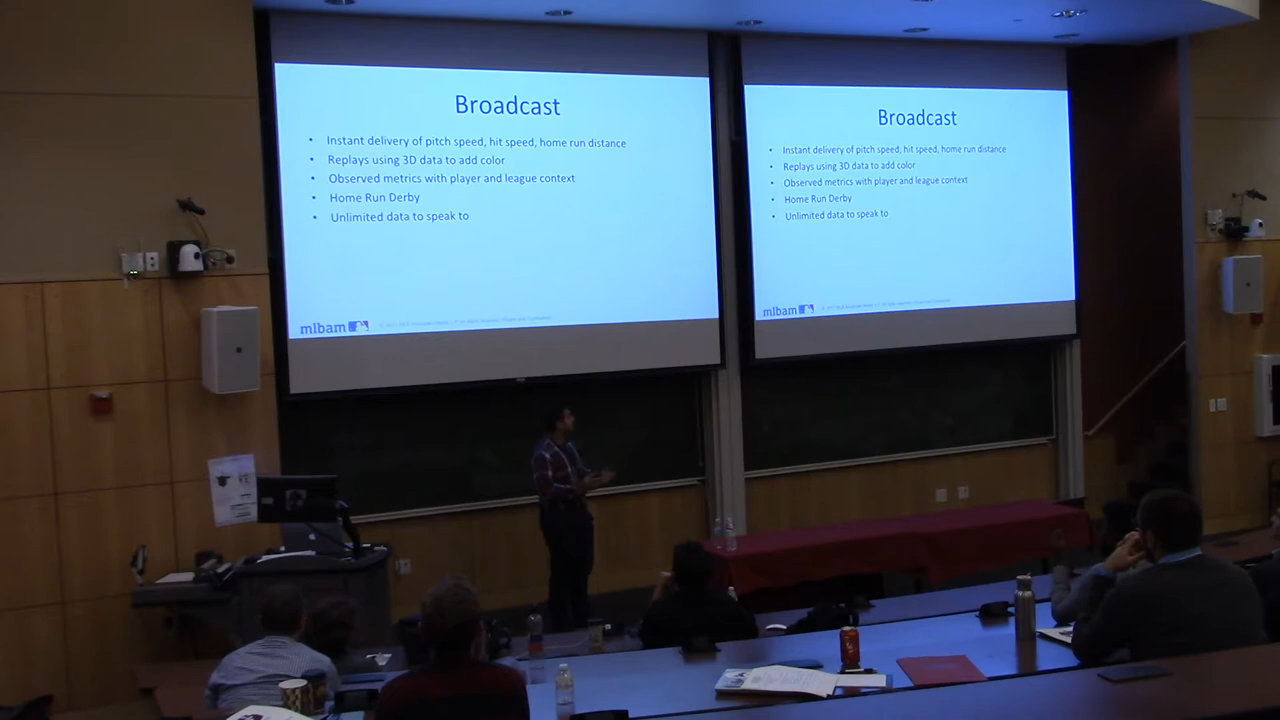 Broadcast
• Instant delivery of pitch speed, hit speed, home run distance
• Replays using 3D data to add color
• Observed metrics with player and league context
• Home Run Derby
• Unlimited data to speak to
mlbam
Broadcast
• Instant delivery of pitch speed, hit speed, home run distance
• Replays using 3D data to add color
• Observed metrics with player and league context
• Home Run Derby
• Unlimited data to speak to
mlbam